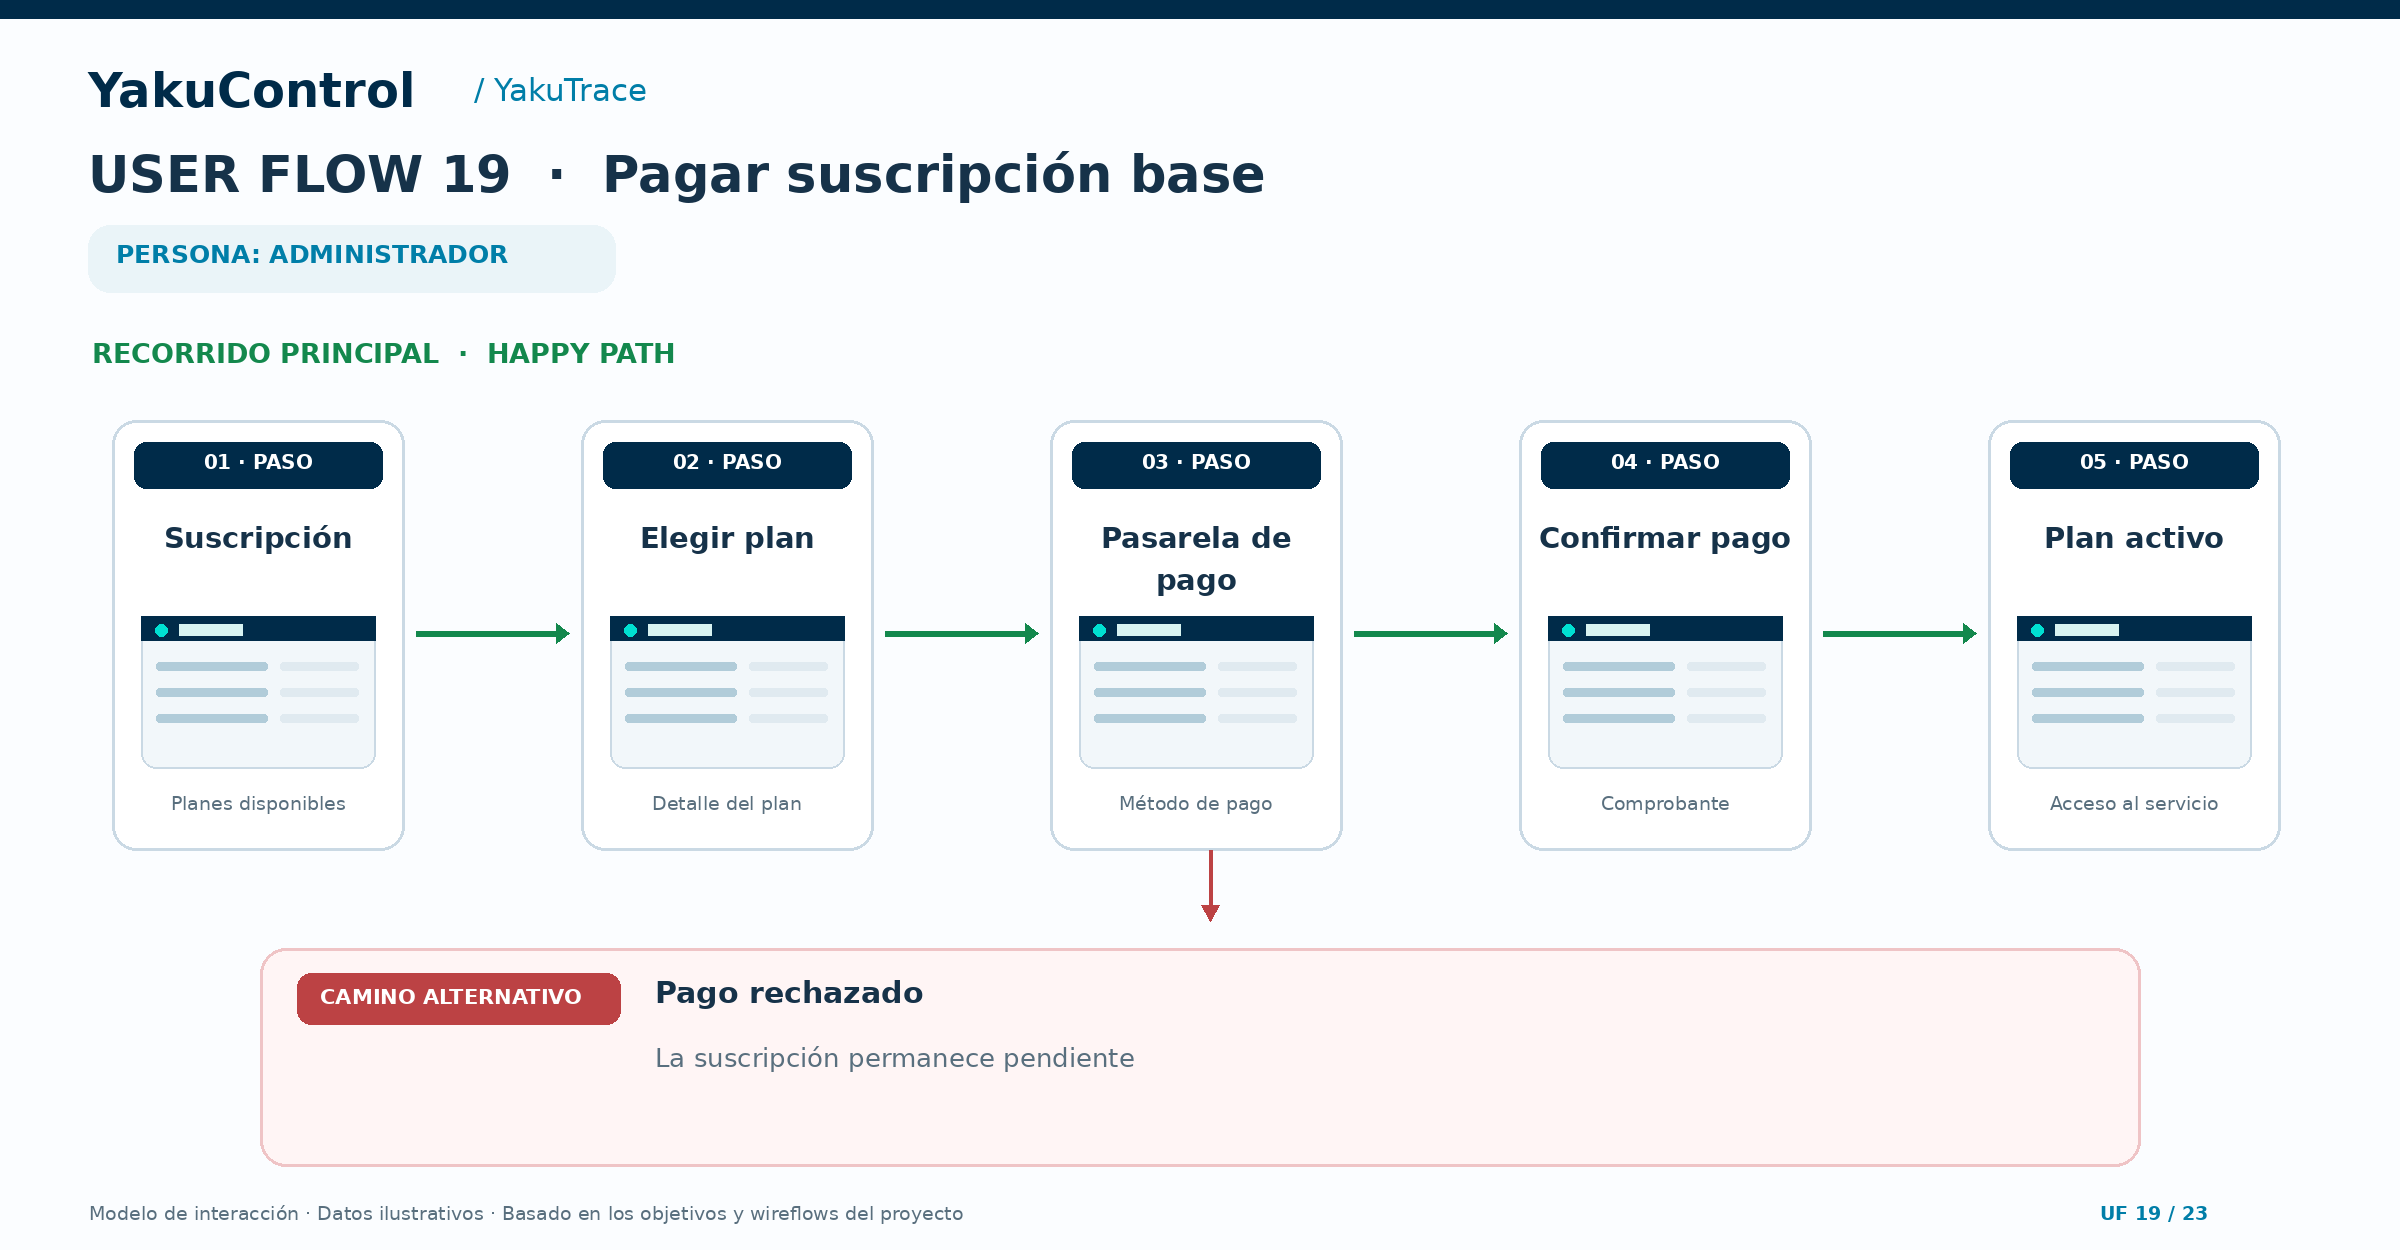 YakuControl / YakuTrace
USER FLOW 19 · Pagar suscripción base
PERSONA: ADMINISTRADOR
RECORRIDO PRINCIPAL · HAPPY PATH
01 · PASO
Suscripción
Planes disponibles
02 · PASO
Elegir plan
Detalle del plan
03 · PASO
Pasarela de
pago
Método de pago
04 · PASO
Confirmar pago
Comprobante
05 · PASO
Plan activo
Acceso al servicio
CAMINO ALTERNATIVO
Pago rechazado
La suscripción permanece pendiente
Modelo de interacción · Datos ilustrativos · Basado en los objetivos y wireflows del proyecto
UF 19 / 23